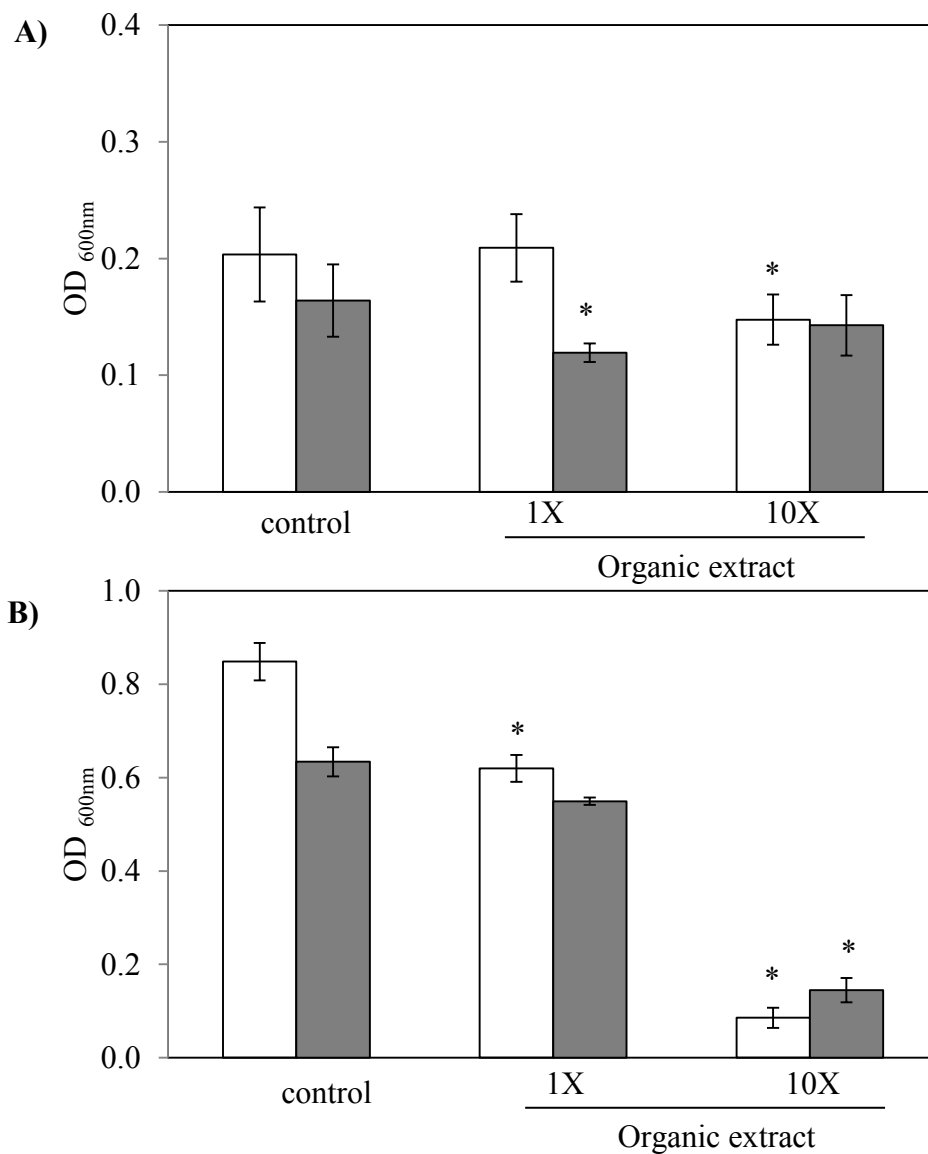 A)
0.4
0.3
0.2
0.1
0.0
OD 600nm
*
*
control
1X
10X
Organic extract
B)
1.0
0.8
0.6
0.4
0.2
0.0
OD 600nm
*
*
*
control
1X
10X
Organic extract